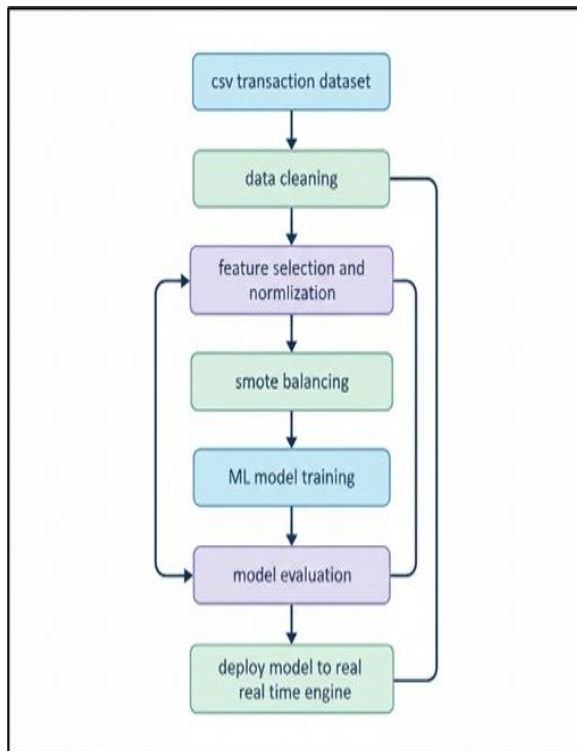 csv transaction dataset
data cleaning
feature selection and
normlization
smote balancing
ML model training
model evaluation
deploy model to real
real time engine